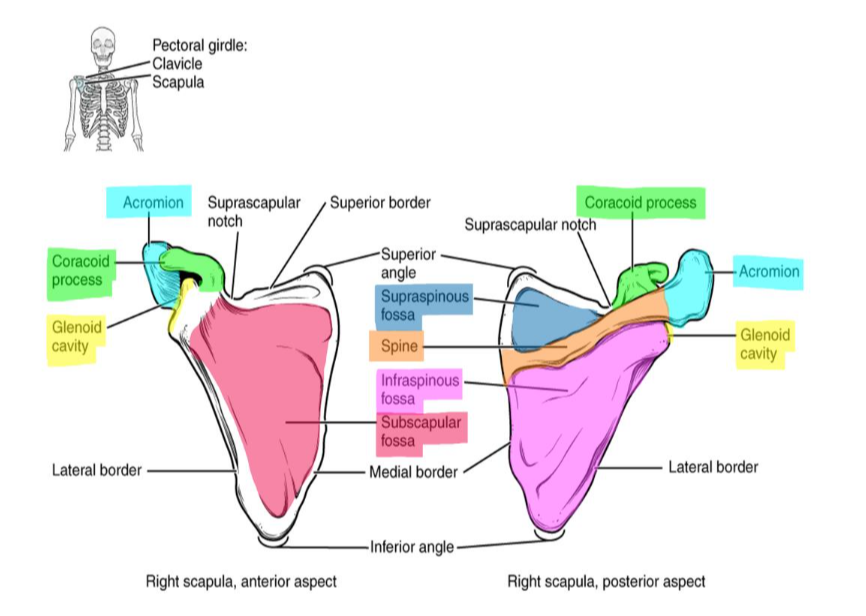 Pectoral girdle:
Clavicle
Scapula
Acromion
Suprascapular
notch
Superior border
Coracoid
process
Glenoid
cavity
Lateral border
Superior
angle
Supraspinous
fossa
Spine
Infraspinous
fossa
Subscapular
fossa
Medial border
Inferior angle
Coracoid process
Suprascapular notch
Acromion
Glenoid
cavity
Lateral border
Right scapula, anterior aspect
Right scapula, posterior aspect